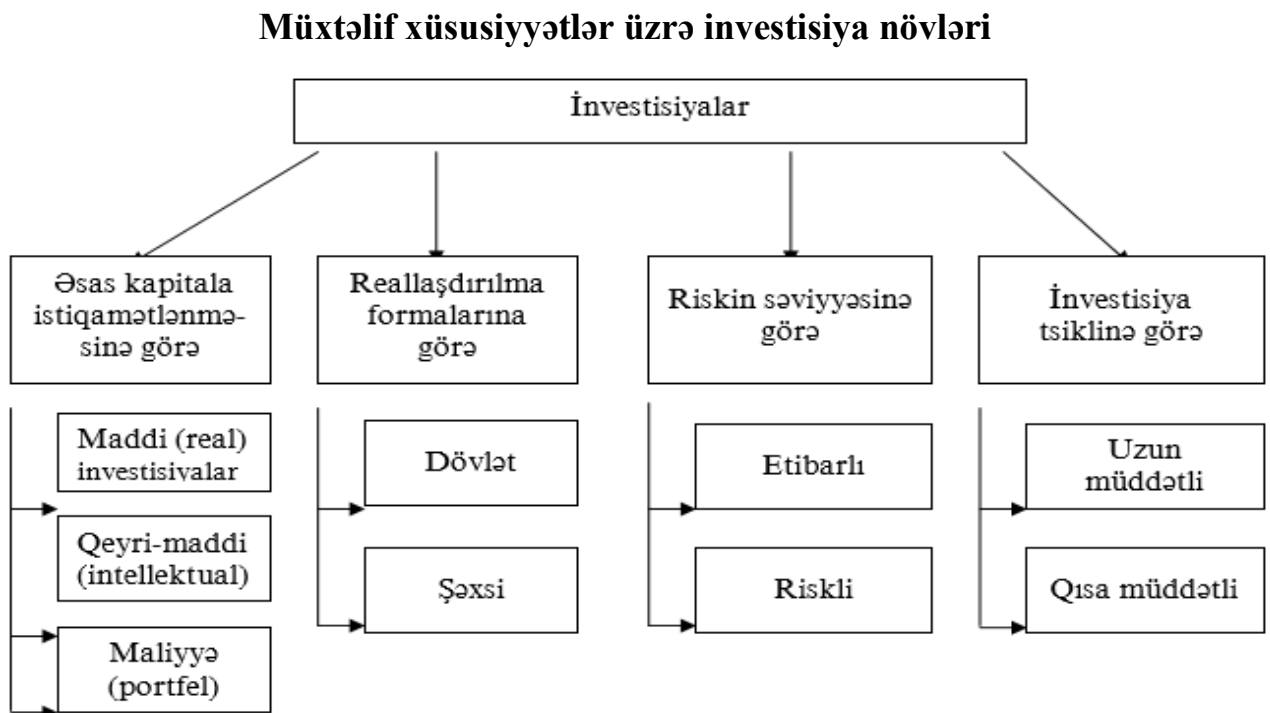 Müxtəlif xüsusiyyətlər üzrə investisiya növləri
İnvestisiyalar
Əsas kapitala
istiqamətlənmə-
sinə görə
Reallaşdırılma
formalarına
görə
Riskin səviyyəsinə
görə
İnvestisiya
tsiklinə görə
Maddi (real)
investisiyalar
Qeyri-maddi
(intellektual)
Maliyyə
(portfel)
Dövlət
Şəxsi
Etibarlı
Riskli
Uzun
müddətli
Qısa müddətli